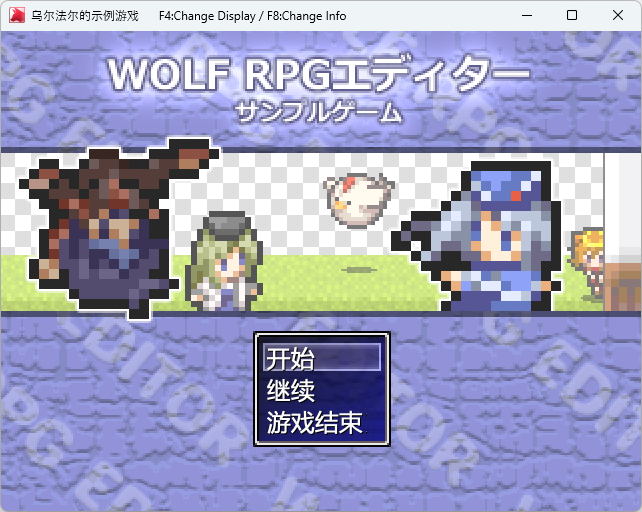 乌尔法尔的示例游戏 F4:Change Display / F8:Change Info
WOLF RPGエディター
サンプルゲーム
开始
继续
游戏结束